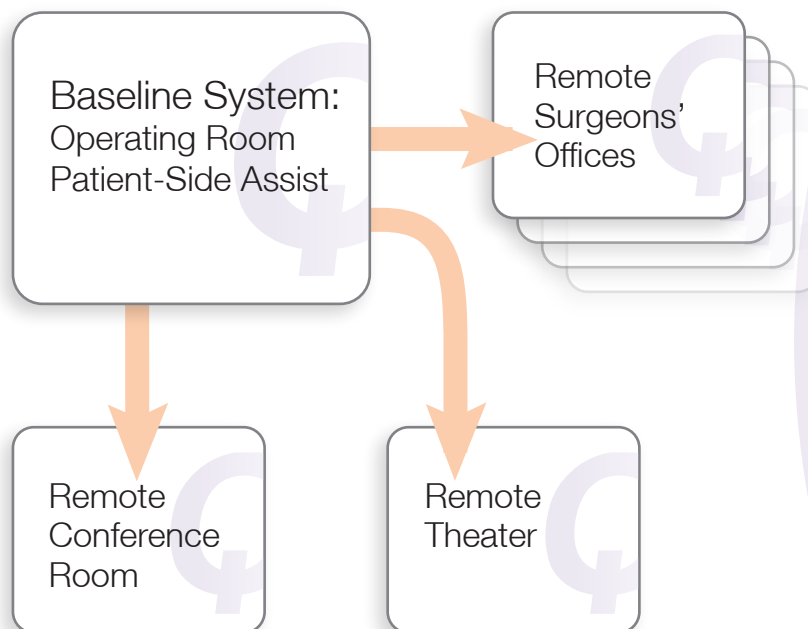 Baseline System:
Operating Room
Patient-Side Assist
Remote
Surgeons’
Offices
Remote
Conference
Room
Remote
Theater